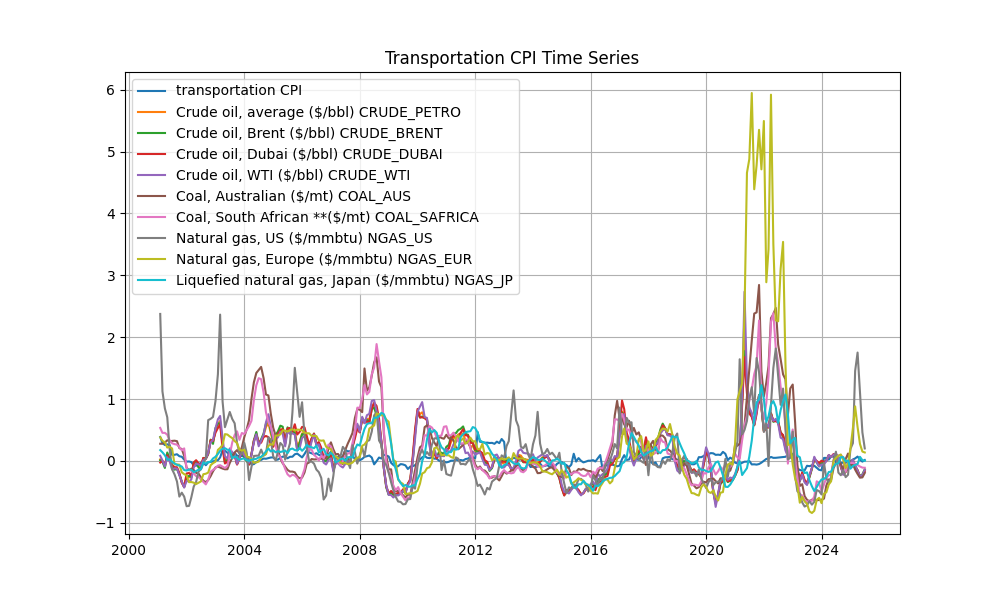 Transportation CPI Time Series
6
5
4
3
2
1
0
−1
transportation CPI
Crude oil, average ($/bbl) CRUDE_PETRO
Crude oil, Brent ($/bbl) CRUDE_BRENT
Crude oil, Dubai ($/bbl) CRUDE_DUBAI
Crude oil, WTI ($/bbl) CRUDE_WTI
Coal, Australian ($/mt) COAL_AUS
Coal, South African **($/mt) COAL_SAFRICA
Natural gas, US ($/mmbtu) NGAS_US
Natural gas, Europe ($/mmbtu) NGAS_EUR
Liquefied natural gas, Japan ($/mmbtu) NGAS_JP
2000 2004 2008 2012 2016 2020 2024